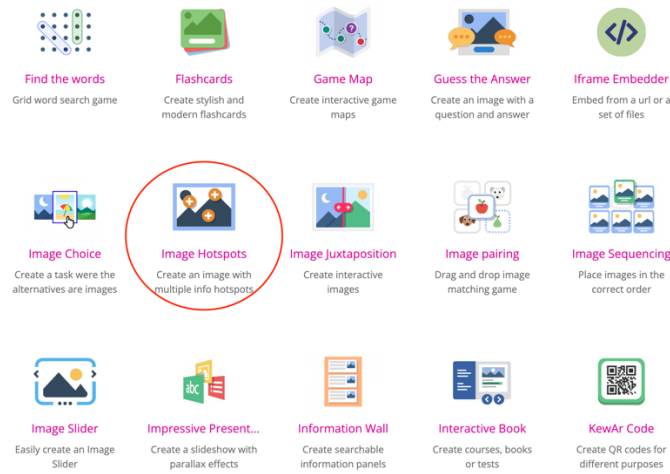 Find the words
Flashcards
Game Map
Guess the Answer
Iframe Embedder
Grid word search game
Create stylish and
modern flashcards
Create interactive game
maps
Create an image with a
question and answer
Embed from a url or a
set of files
Image Choice
Image Hotspots
Image Juxtaposition
Image pairing
Image Sequencing
Create a task were the
alternatives are images
Create an image with
multiple info hotspots
Create interactive
images
Drag and drop image
matching game
Place images in the
correct order
abc
Image Slider
Impressive Present...
Information Wall
Interactive Book
KewAr Code
Easily create an Image
Slider
Create a slideshow with
parallax effects
Create searchable
information panels
Create courses, books
or tests
Create QR codes for
different purposes